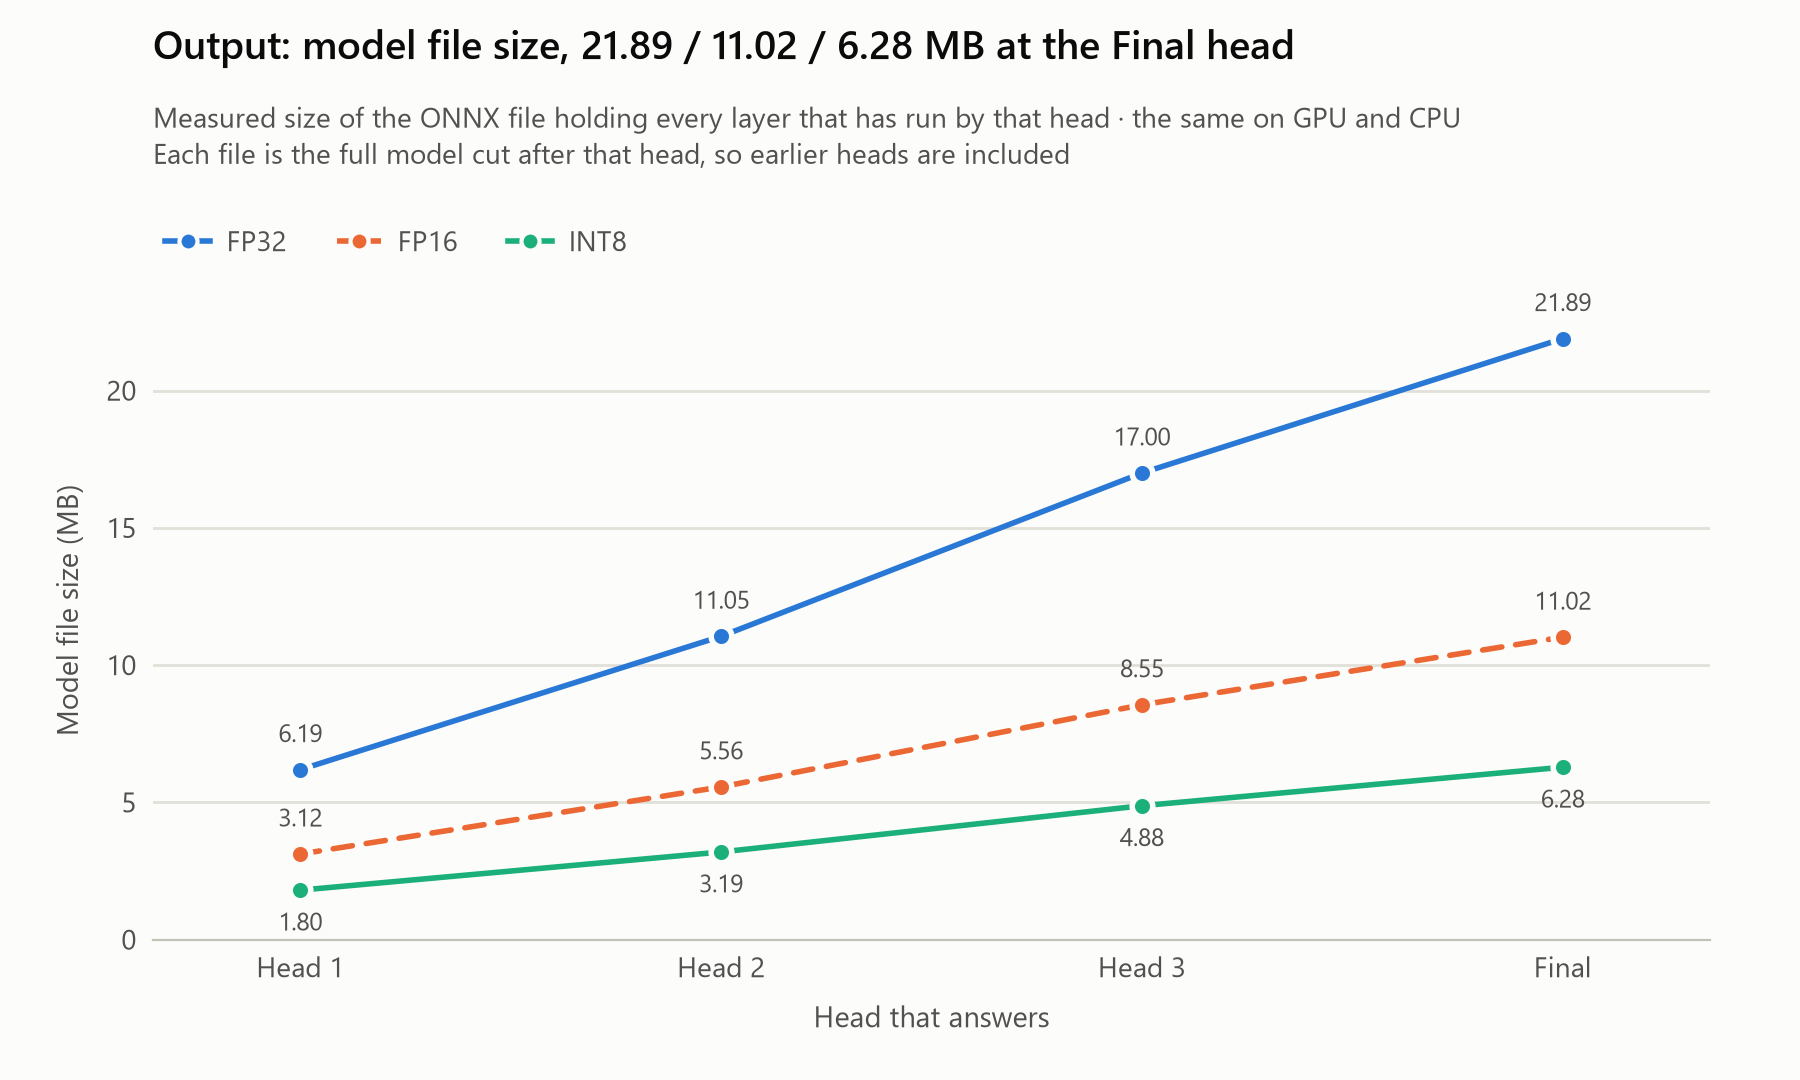 Output: model file size, 21.89 / 11.02 / 6.28 MB at the Final head
Measured size of the ONNX file holding every layer that has run by that head · the same on GPU and CPU
Each file is the full model cut after that head, so earlier heads are included
FP32 FP16 INT8
21.89
20
17.00
15
11.05
11.02
10
8.55
6.19
5.56
5
6.28
3.12
4.88
3.19
1.80
0
Model file size (MB)
Head 1 Head 2 Head 3 Final
Head that answers